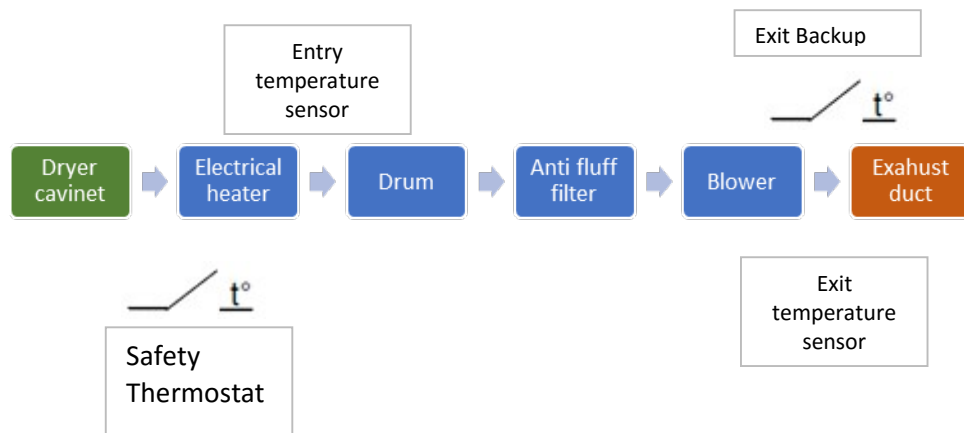 Entry
temperature
sensor
Exit Backup
t°
Dryer
cavinet
Electrical
heater
Drum
Anti fluff
filter
Blower
Exahust
duct
t°
Safety
Thermostat
Exit
temperature
sensor